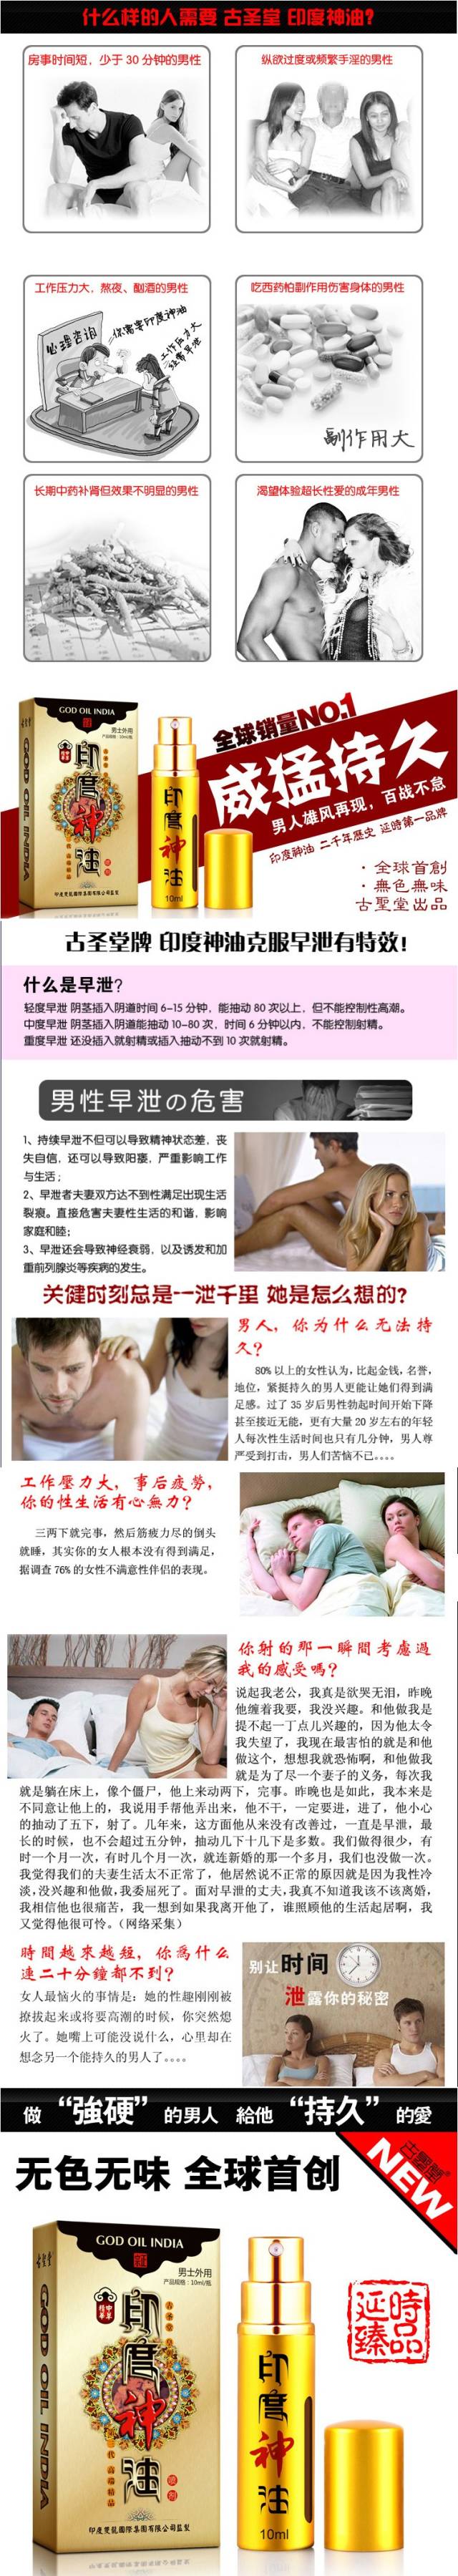 什么样的人需要 古圣堂 印度神油?
房事时间短，少于 30 分钟的男性
纵欲过度或频繁手淫的男性
工作压力大、熬夜、酗酒的男性
吃西药怕副作用伤害身体的男性
心理咨询
你需要印度神油
工作压力大
经常早泄
副作用大
长期中药补肾但效果不明显的男性
渴望体验超长性爱的成年男性
GOD OIL INDIA
男士外用
产品规格：10ml/瓶
GOD OIL INDIA
印度神油
印度神油
10ml
全球销量NO.1
威猛持久
男人雄风再现，百战不怠
印度神油 二千年歷史 延時第一品牌
· 全球首創
· 無色無味
古聖堂出品
古圣堂牌 印度神油克服早泄有特效!
什么是早泄?
轻度早泄 阴茎插入阴道时间 6-15 分钟，能抽动 80 次以上，但不能控制性高潮。
中度早泄 阴茎插入阴道能抽动 10-80 次，时间 6 分钟以内，不能控制射精。
重度早泄 还没插入就射精或插入抽动不到 10 次就射精。
男性早泄の危害
1、持续早泄不但可以导致精神状态差，丧
失自信，还可以导致阳萎，严重影响工作
与生活；
2、早泄者夫妻双方达不到性满足出现生活
裂痕。直接危害夫妻性生活的和谐，影响
家庭和睦；
3、早泄还会导致神经衰弱，以及诱发和加
重前列腺炎等疾病的发生。
关健时刻总是一泄千里 她是怎么想的?
男人，你为什么无法持
久?
80% 以上的女性认为，比起金钱，名誉，
地位，紧挺持久的男人更能让她们得到满
足感。过了 35 岁后男性勃起时间开始下降
甚至接近无能，更有大量 20 岁左右的年轻
人每次性生活时间也只有几分钟，男人尊
严受到打击，男人们苦恼不已。。。。
工作壓力大，事后疲勞，
你的性生活有心無力?
三两下就完事，然后筋疲力尽的倒头
就睡，其实你的女人根本没有得到满足，
据调查 76% 的女性不满意性伴侣的表现。
你射的那一瞬間考慮過
我的感受嗎?
说起我老公，我真是欲哭无泪，昨晚
他缠着我要，我没兴趣。和他做我是
提不起一丁点儿兴趣的，因为他太令
我失望了，我现在最害怕的就是和他
做这个，想想我就恐怖啊，和他做我
就是为了尽一个妻子的义务，每次我
就是躺在床上，像个僵尸，他上来动两下，完事。昨晚也是如此，我本来是
不同意让他上的，我说用手帮他弄出来，他不干，一定要进，进了，他小心
的抽动了五下，射了。几年来，这方面他从来没有改善过，一直是早泄，最
长的时候，也不会超过五分钟，抽动几下十几下是多数。我们做得很少，有
时一个月一次，有时几个月一次，就连新婚的那一个多月，我们也没做一次。
我觉得我们的夫妻生活太不正常了，他居然说不正常的原因就是因为我性冷
淡，没兴趣和他做，我委屈死了。面对早泄的丈夫，我真不知道我该不该离婚，
我相信他也很痛苦，我一想到如果我离开他了，谁照顾他的生活起居啊，我
又觉得他很可怜。（网络采集）
時間越來越短，你爲什么
連二十分鐘都不到?
女人最恼火的事情是：她的性趣刚刚被
撩拔起来或将要高潮的时候，你突然熄
火了。她嘴上可能没说什么，心里却在
想念另一个能持久的男人了。。。。
别让时间
泄露你的秘密
做 “強硬” 的男人 給他 “持久” 的愛
古聖堂
NEW
无色无味 全球首创
GOD OIL INDIA
男士外用
产品规格：10ml/瓶
GOD OIL INDIA
印度神油
印度神油
10ml
延時臻品